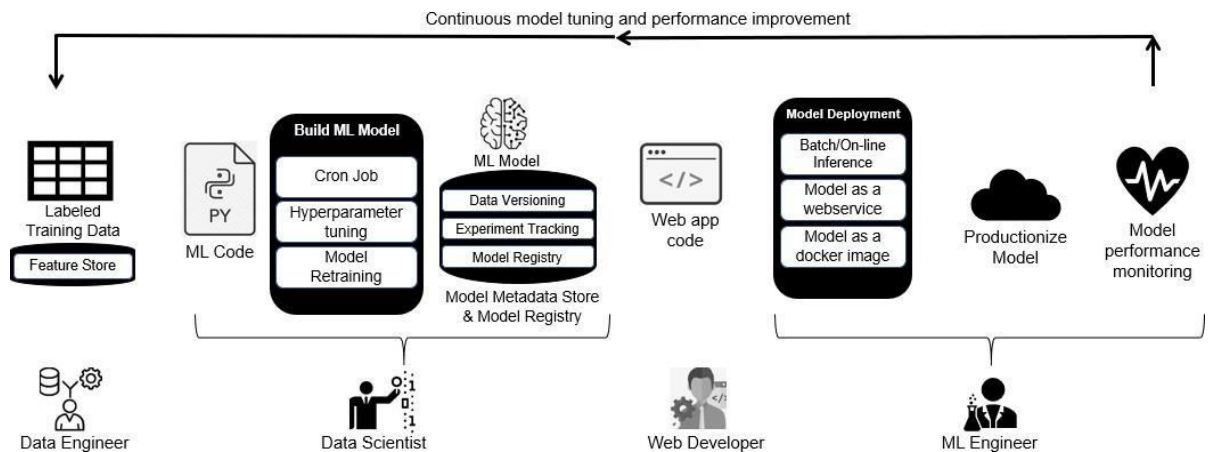 Continuous model tuning and performance improvement
Labeled
Training Data
Feature Store
PY
ML Code
Build ML Model
Cron Job
Hyperparameter
tuning
Model
Retraining
ML Model
Data Versioning
Experiment Tracking
Model Registry
Model Metadata Store
& Model Registry
</>
Web app
code
Model Deployment
Batch/On-line
Inference
Model as a
webservice
Model as a
docker image
Productionize
Model
Model
performance
monitoring
Data Engineer
1
1
Data Scientist
</>
Web Developer
ML Engineer